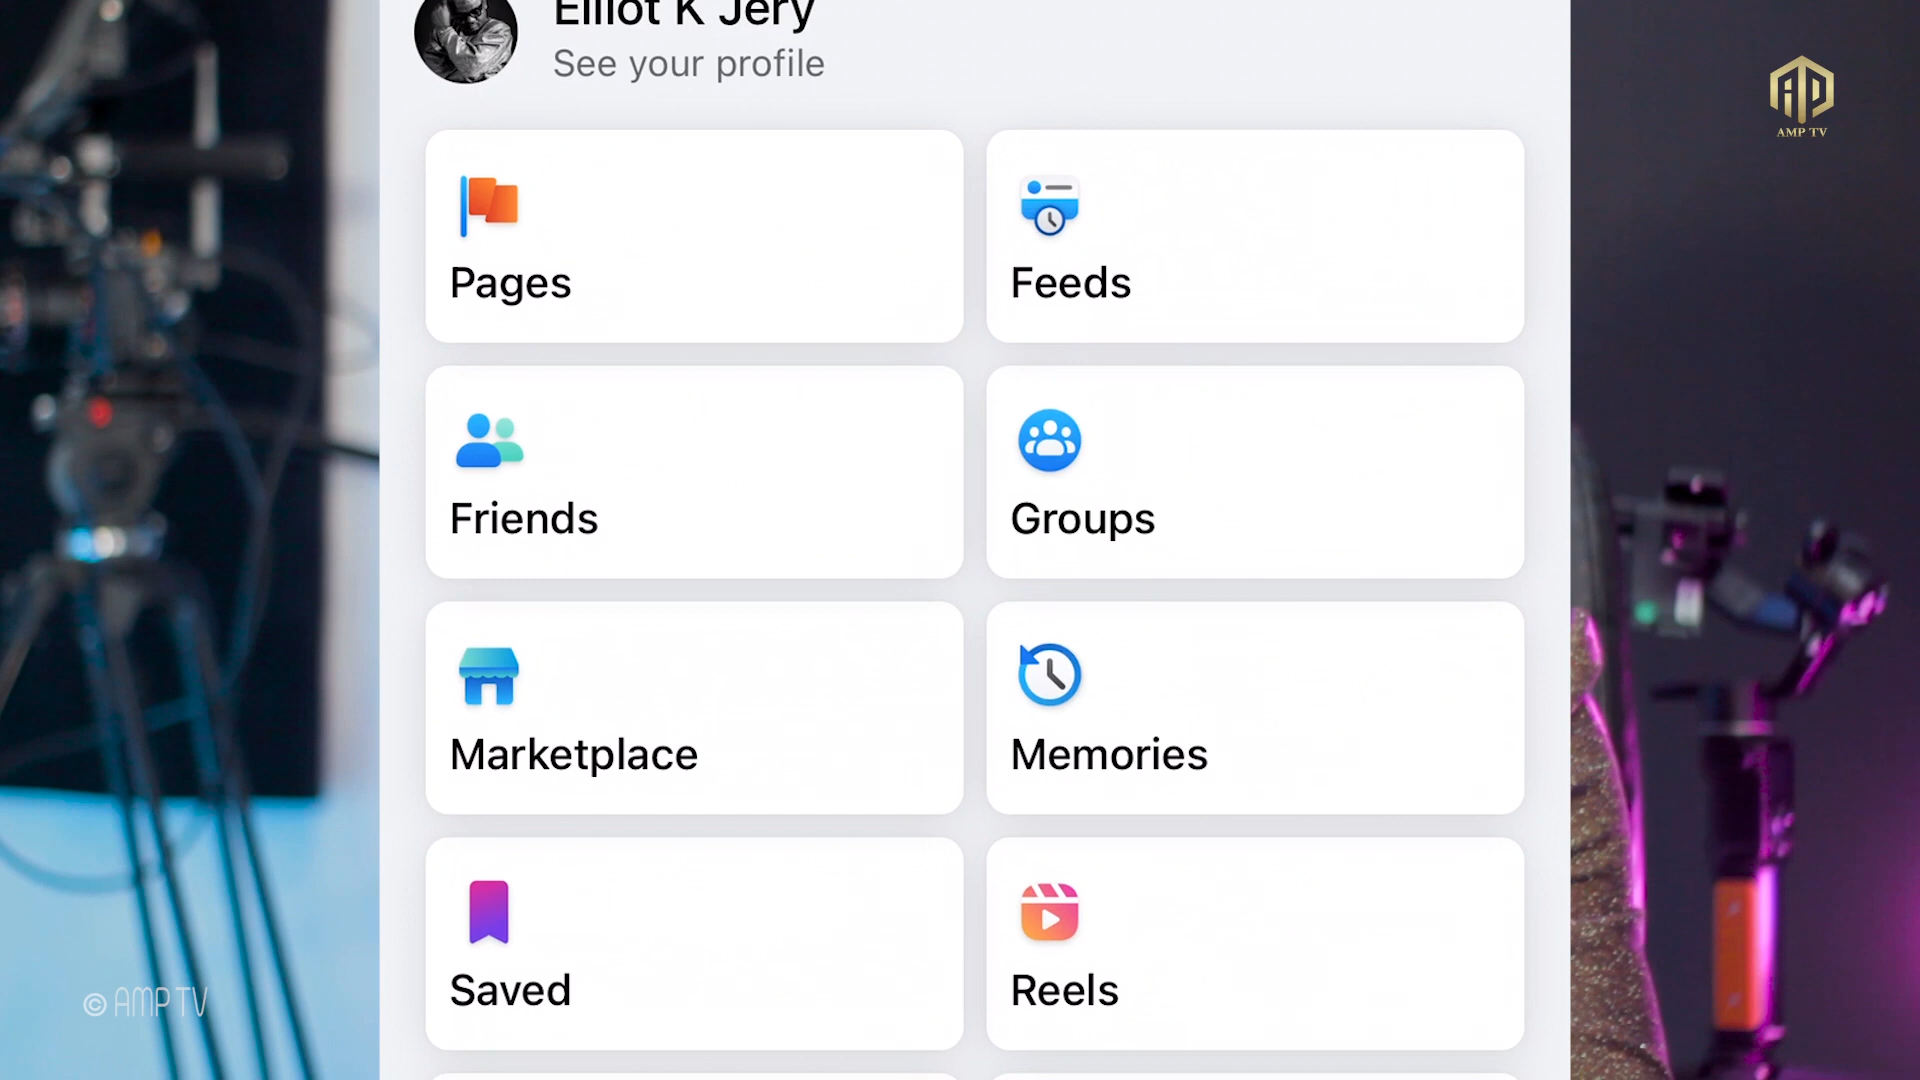 Elliot K Jery
See your profile
AMP TV
Pages
Feeds
Friends
Groups
Marketplace
Memories
Saved
Reels
© AMP TV